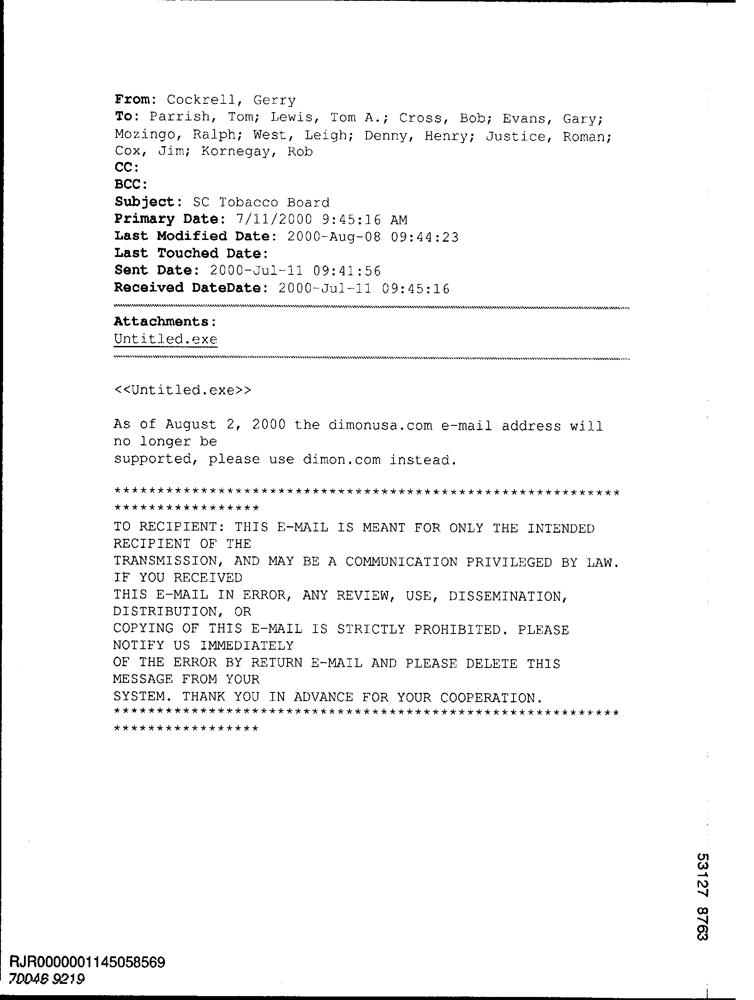 From: Cockrell, Gerry
To: Parrish, Tom; Lewis, Tom A.; Cross, Bob; Evans, Gary;
Mozingo, Ralph; West, Leigh; Denny, Henry; Justice, Roman;
Cox, Jim; Kornegay, Rob
CC:
BCC:
Subject: SC Tobacco Board
Primary Date: 7/11/2000 9:45:16 AM
Last Modified Date: 2000-Aug-08 09:44:23
Last Touched Date:
Sent Date: 2000-Jul-11 09:41:56
Received DateDate: 2000-Jul-11 09:45:16
Attachments:
Untitled.exe
<<Untitled.exe>>
As of August 2, 2000 the dimonusa.com e-mail address will
no longer be
supported, please use dimon.com instead.
***********************************************************
*****************
TO RECIPIENT: THIS E-MAIL IS MEANT FOR ONLY THE INTENDED
RECIPIENT OF THE
TRANSMISSION, AND MAY BE A COMMUNICATION PRIVILEGED BY LAW.
IF YOU RECEIVED
THIS E-MAIL IN ERROR, ANY REVIEW, USE, DISSEMINATION,
DISTRIBUTION, OR
COPYING OF THIS E-MAIL IS STRICTLY PROHIBITED. PLEASE
NOTIFY US IMMEDIATELY
OF THE ERROR BY RETURN E-MAIL AND PLEASE DELETE THIS
MESSAGE FROM YOUR
SYSTEM. THANK YOU IN ADVANCE FOR YOUR COOPERATION.
***********************************************************
*****************
53127 8763
RJR0000001145058569
70046 9219